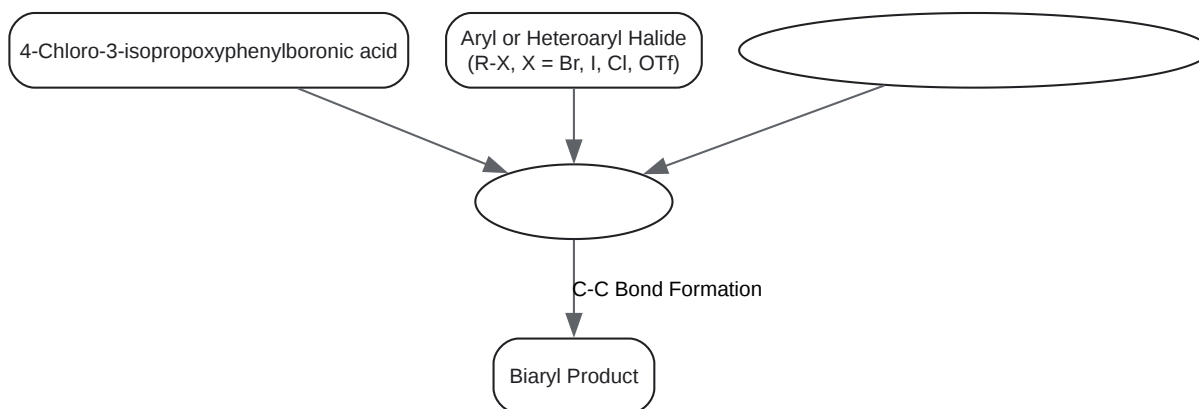 4-Chloro-3-isopropoxyphenylboronic acid
Aryl or Heteroaryl Halide
(R-X, X = Br, I, Cl, OTf)
C-C Bond Formation
Biaryl Product